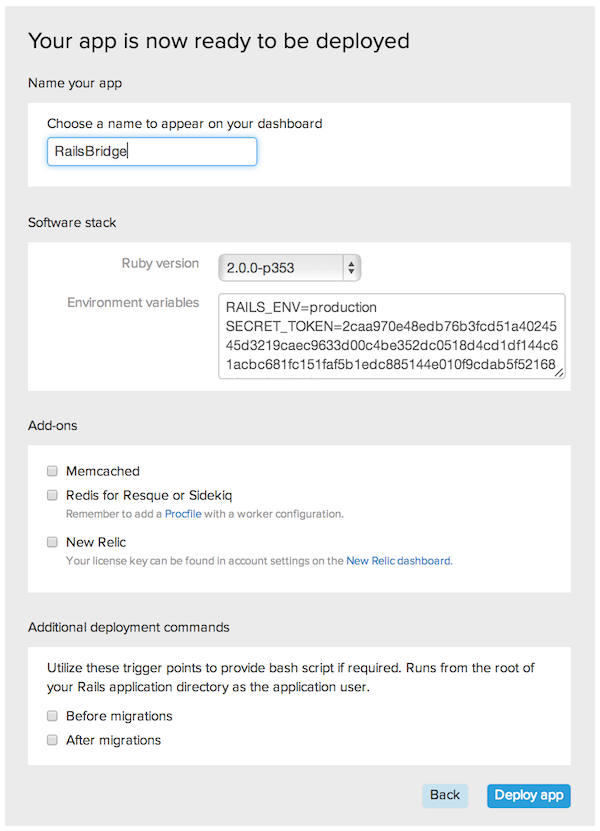 Your app is now ready to be deployed
Name your app
Choose a name to appear on your dashboard
RailsBridge
Software stack
Ruby version
2.0.0-p353
Environment variables
RAILS_ENV=production
SECRET_TOKEN=2caa970e48edb76b3fcd51a40245
45d3219caec9633d00c4be352dc0518d4cd1df144c6
1acbc681fc151faf5b1edc885144e010f9cdab5f52168
Add-ons
Memcached
Redis for Resque or Sidekiq
Remember to add a Procfile with a worker configuration.
New Relic
Your license key can be found in account settings on the New Relic dashboard.
Additional deployment commands
Utilize these trigger points to provide bash script if required. Runs from the root of
your Rails application directory as the application user.
Before migrations
After migrations
Back
Deploy app